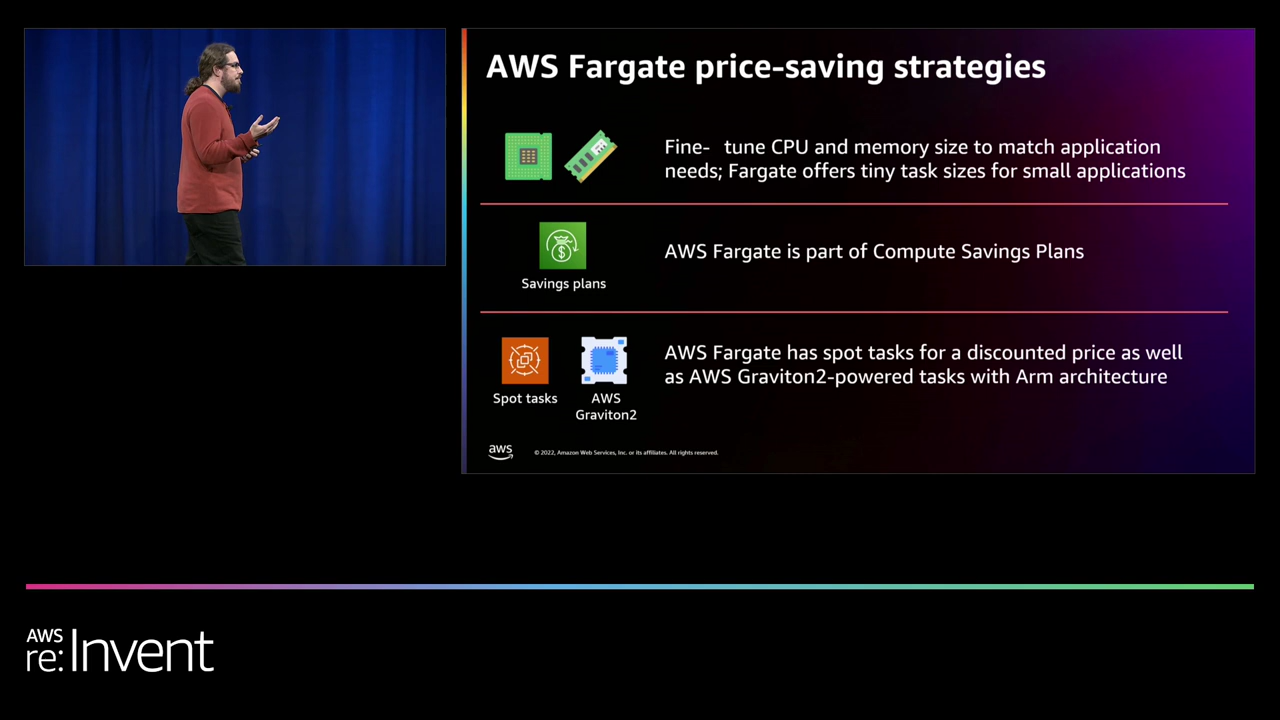 AWS Fargate price-saving strategies
Fine- tune CPU and memory size to match application
needs; Fargate offers tiny task sizes for small applications
Savings plans
AWS Fargate is part of Compute Savings Plans
Spot tasks
AWS
Graviton2
AWS Fargate has spot tasks for a discounted price as well
as AWS Graviton2-powered tasks with Arm architecture
aws
© 2022, Amazon Web Services, Inc. or its affiliates. All rights reserved.
AWS
re:Invent